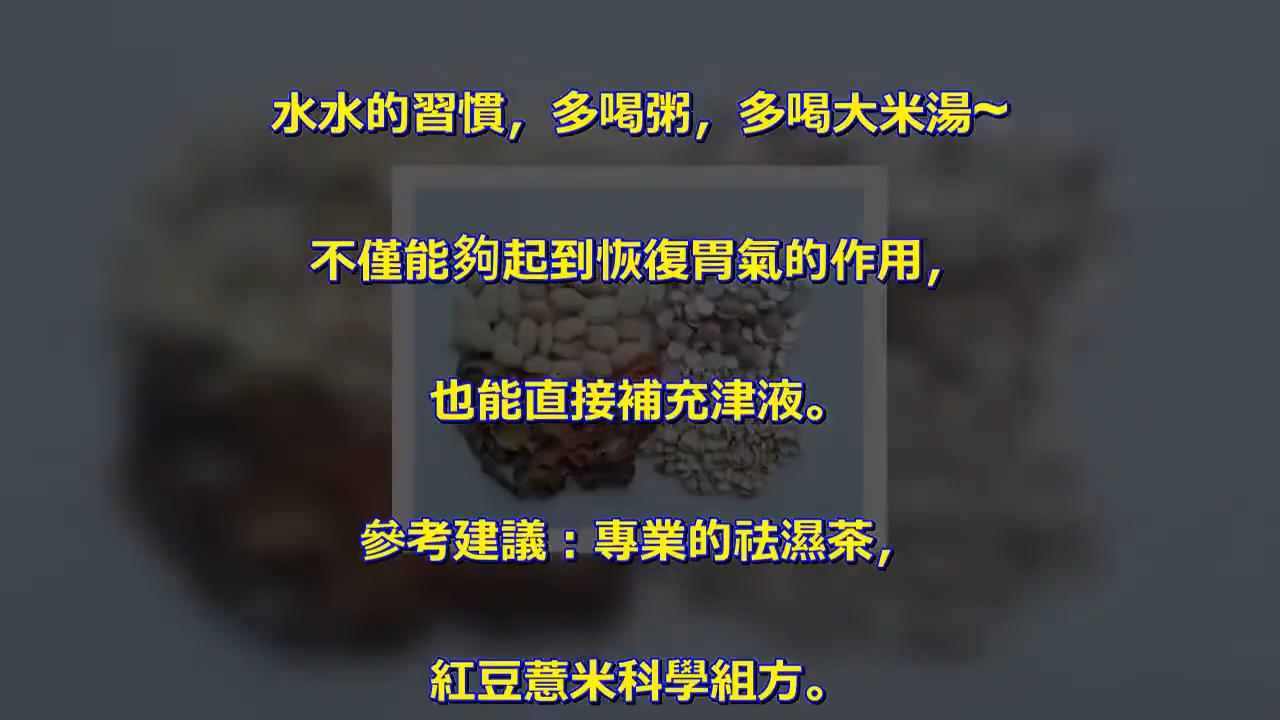 水水的習慣，多喝粥，多喝大米湯~
不僅能夠起到恢復胃氣的作用，
也能直接補充津液。
參考建議：專業的祛濕茶，
紅豆薏米科學組方。